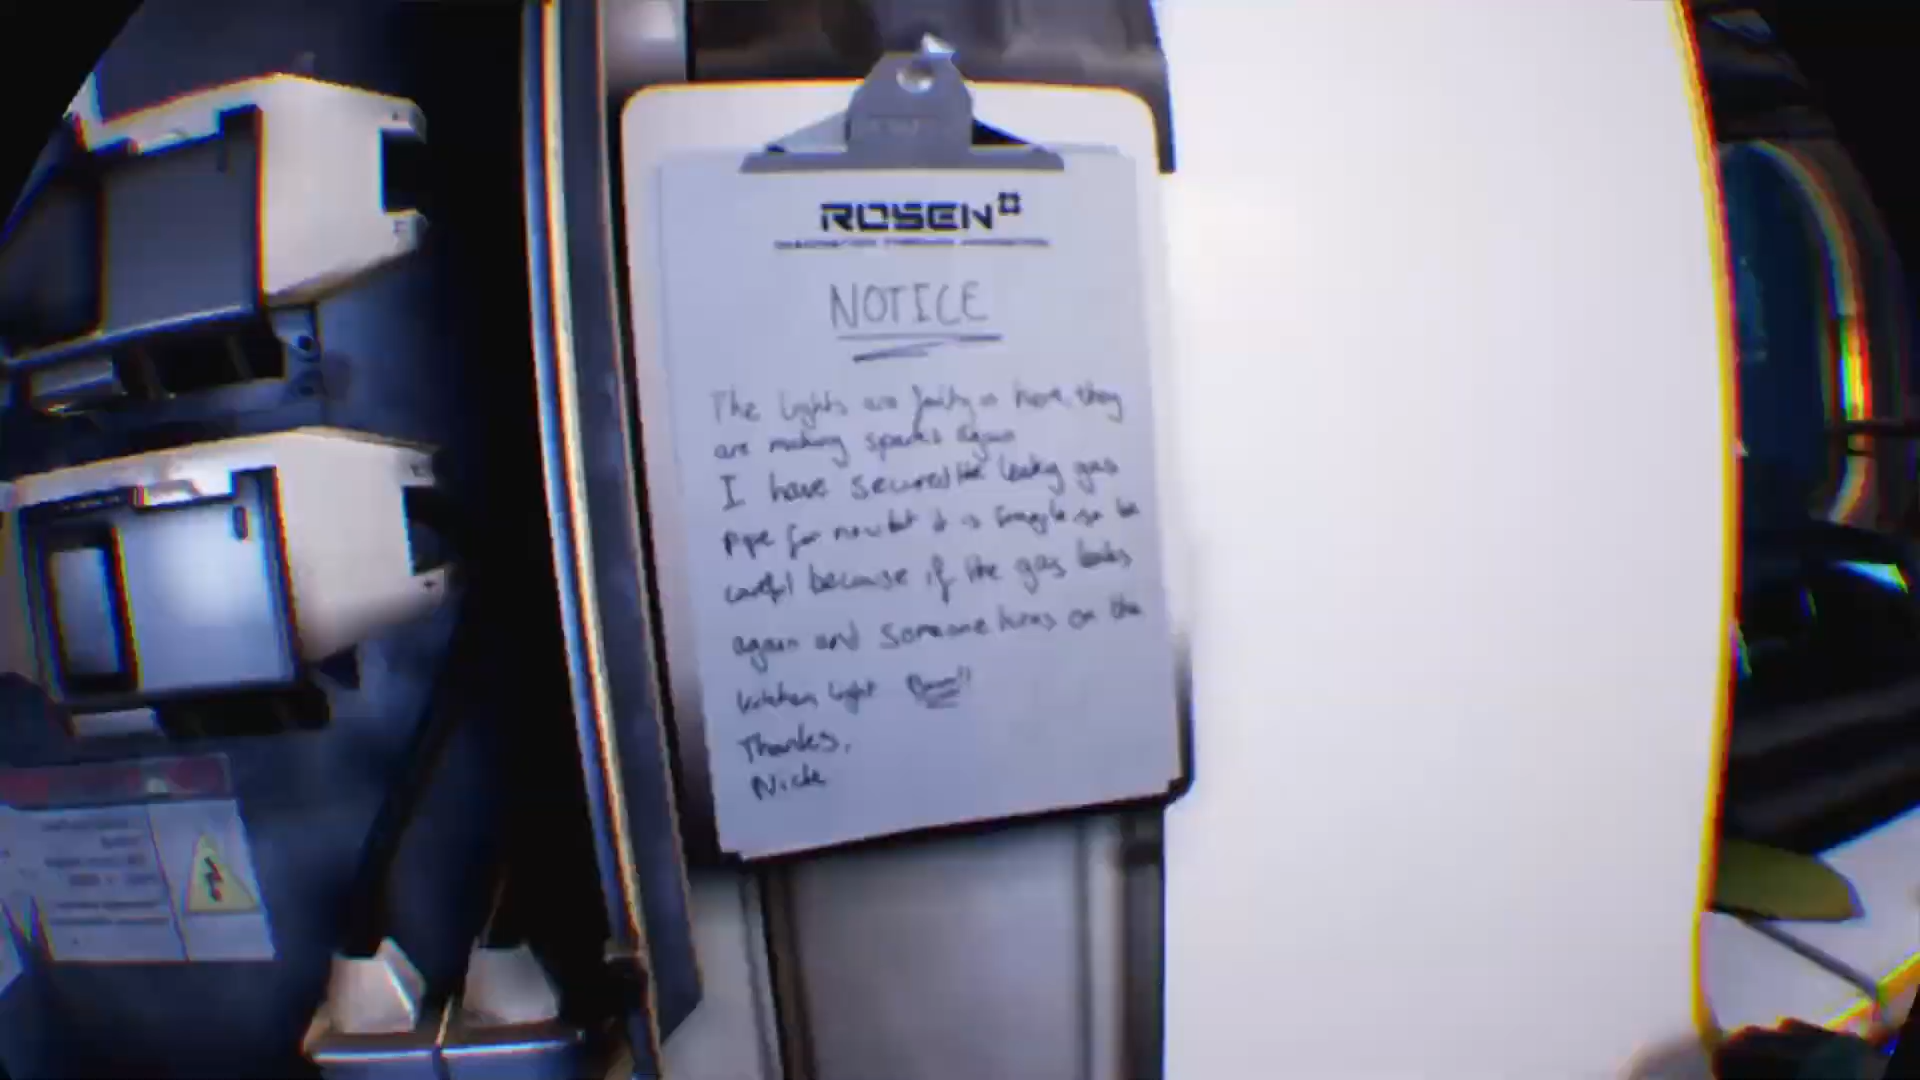 ROSEN
NOTICE
The lights are faulty in here, they
are making sparks again
I have secured the leaky gas
pipe for now but it is fragile so be
careful because if the gas leaks
again and someone turns on the
kitchen light Boom!!
Thanks,
Nick